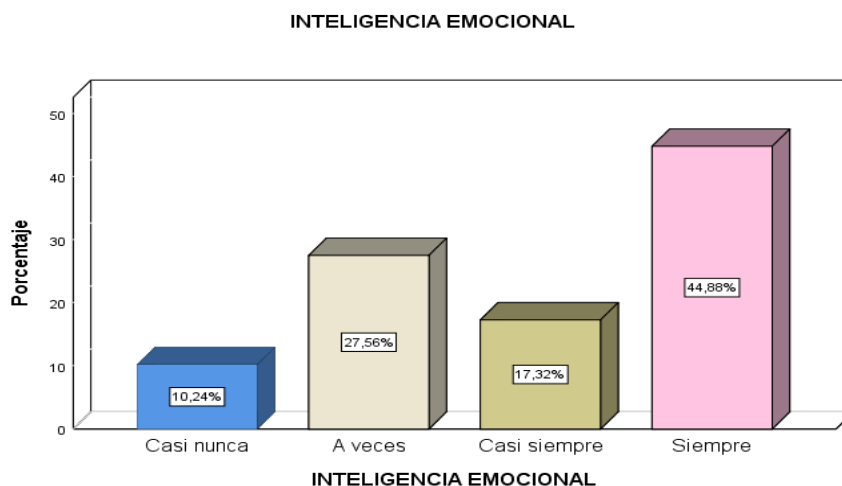 INTELIGENCIA EMOCIONAL
Porcentaje
50
40
30
20
10
0
10,24%
27,56%
17,32%
44,88%
Casi nunca
A veces
Casi siempre
Siempre
INTELIGENCIA EMOCIONAL